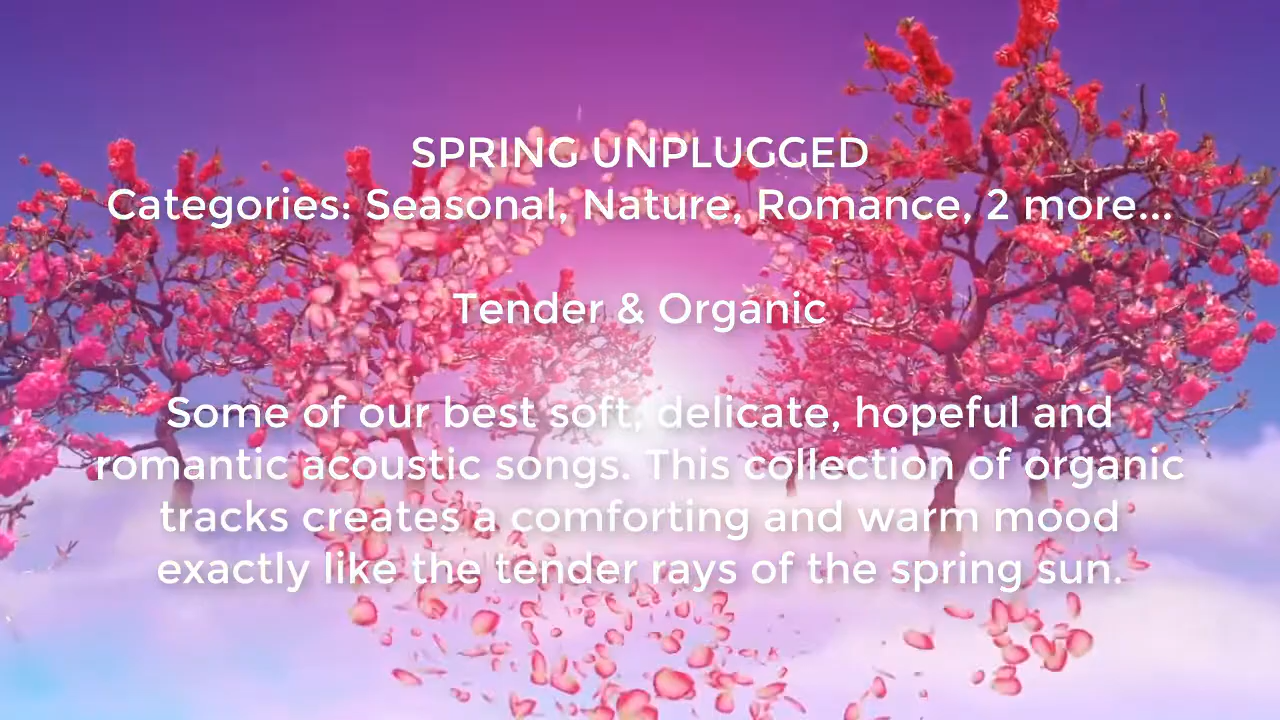 SPRING UNPLUGGED
Categories: Seasonal, Nature, Romance, 2 more...
Tender & Organic
Some of our best soft, delicate, hopeful and
romantic acoustic songs. This collection of organic
tracks creates a comforting and warm mood
exactly like the tender rays of the spring sun.